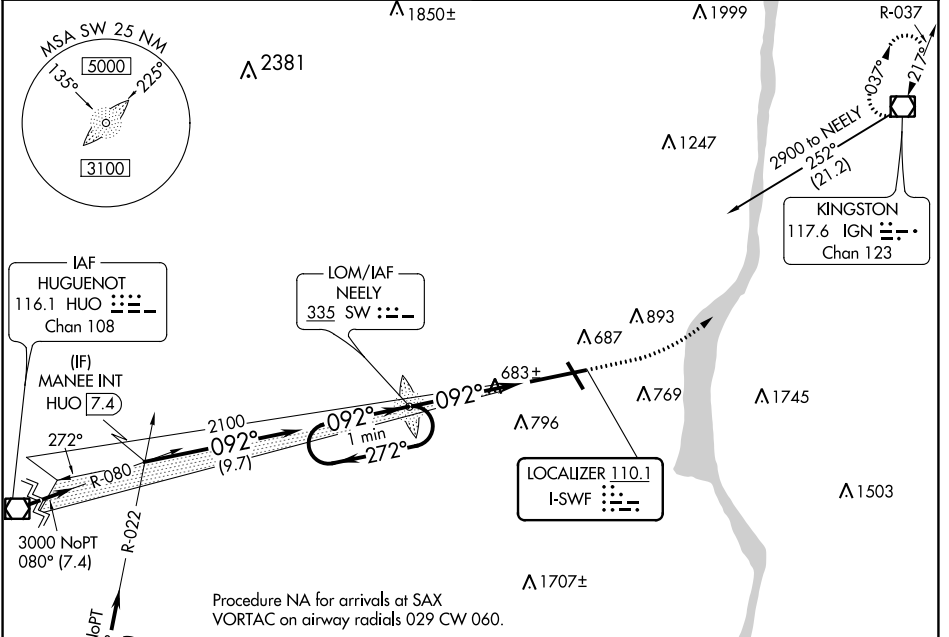 1850±
1999
R-037
MSA SW 25 NM
5000
135°
225°
3100
2381
037°
217°
1247
2900 to NEELY
252°
(21.2)
KINGSTON
117.6 IGN
Chan 123
IAF
HUGUENOT
116.1 HUO
Chan 108
LOM/IAF
NEELY
335 SW
(IF)
MANEE INT
HUO 7.4
893
687
683±
272°
2100
092°
092°
092°
1 min
272°
(9.7)
R-080
769
1745
796
LOCALIZER 110.1
I-SWF
1503
3000 NoPT
080° (7.4)
R-022
1707±
NoPT
Procedure NA for arrivals at SAX
VORTAC on airway radials 029 CW 060.